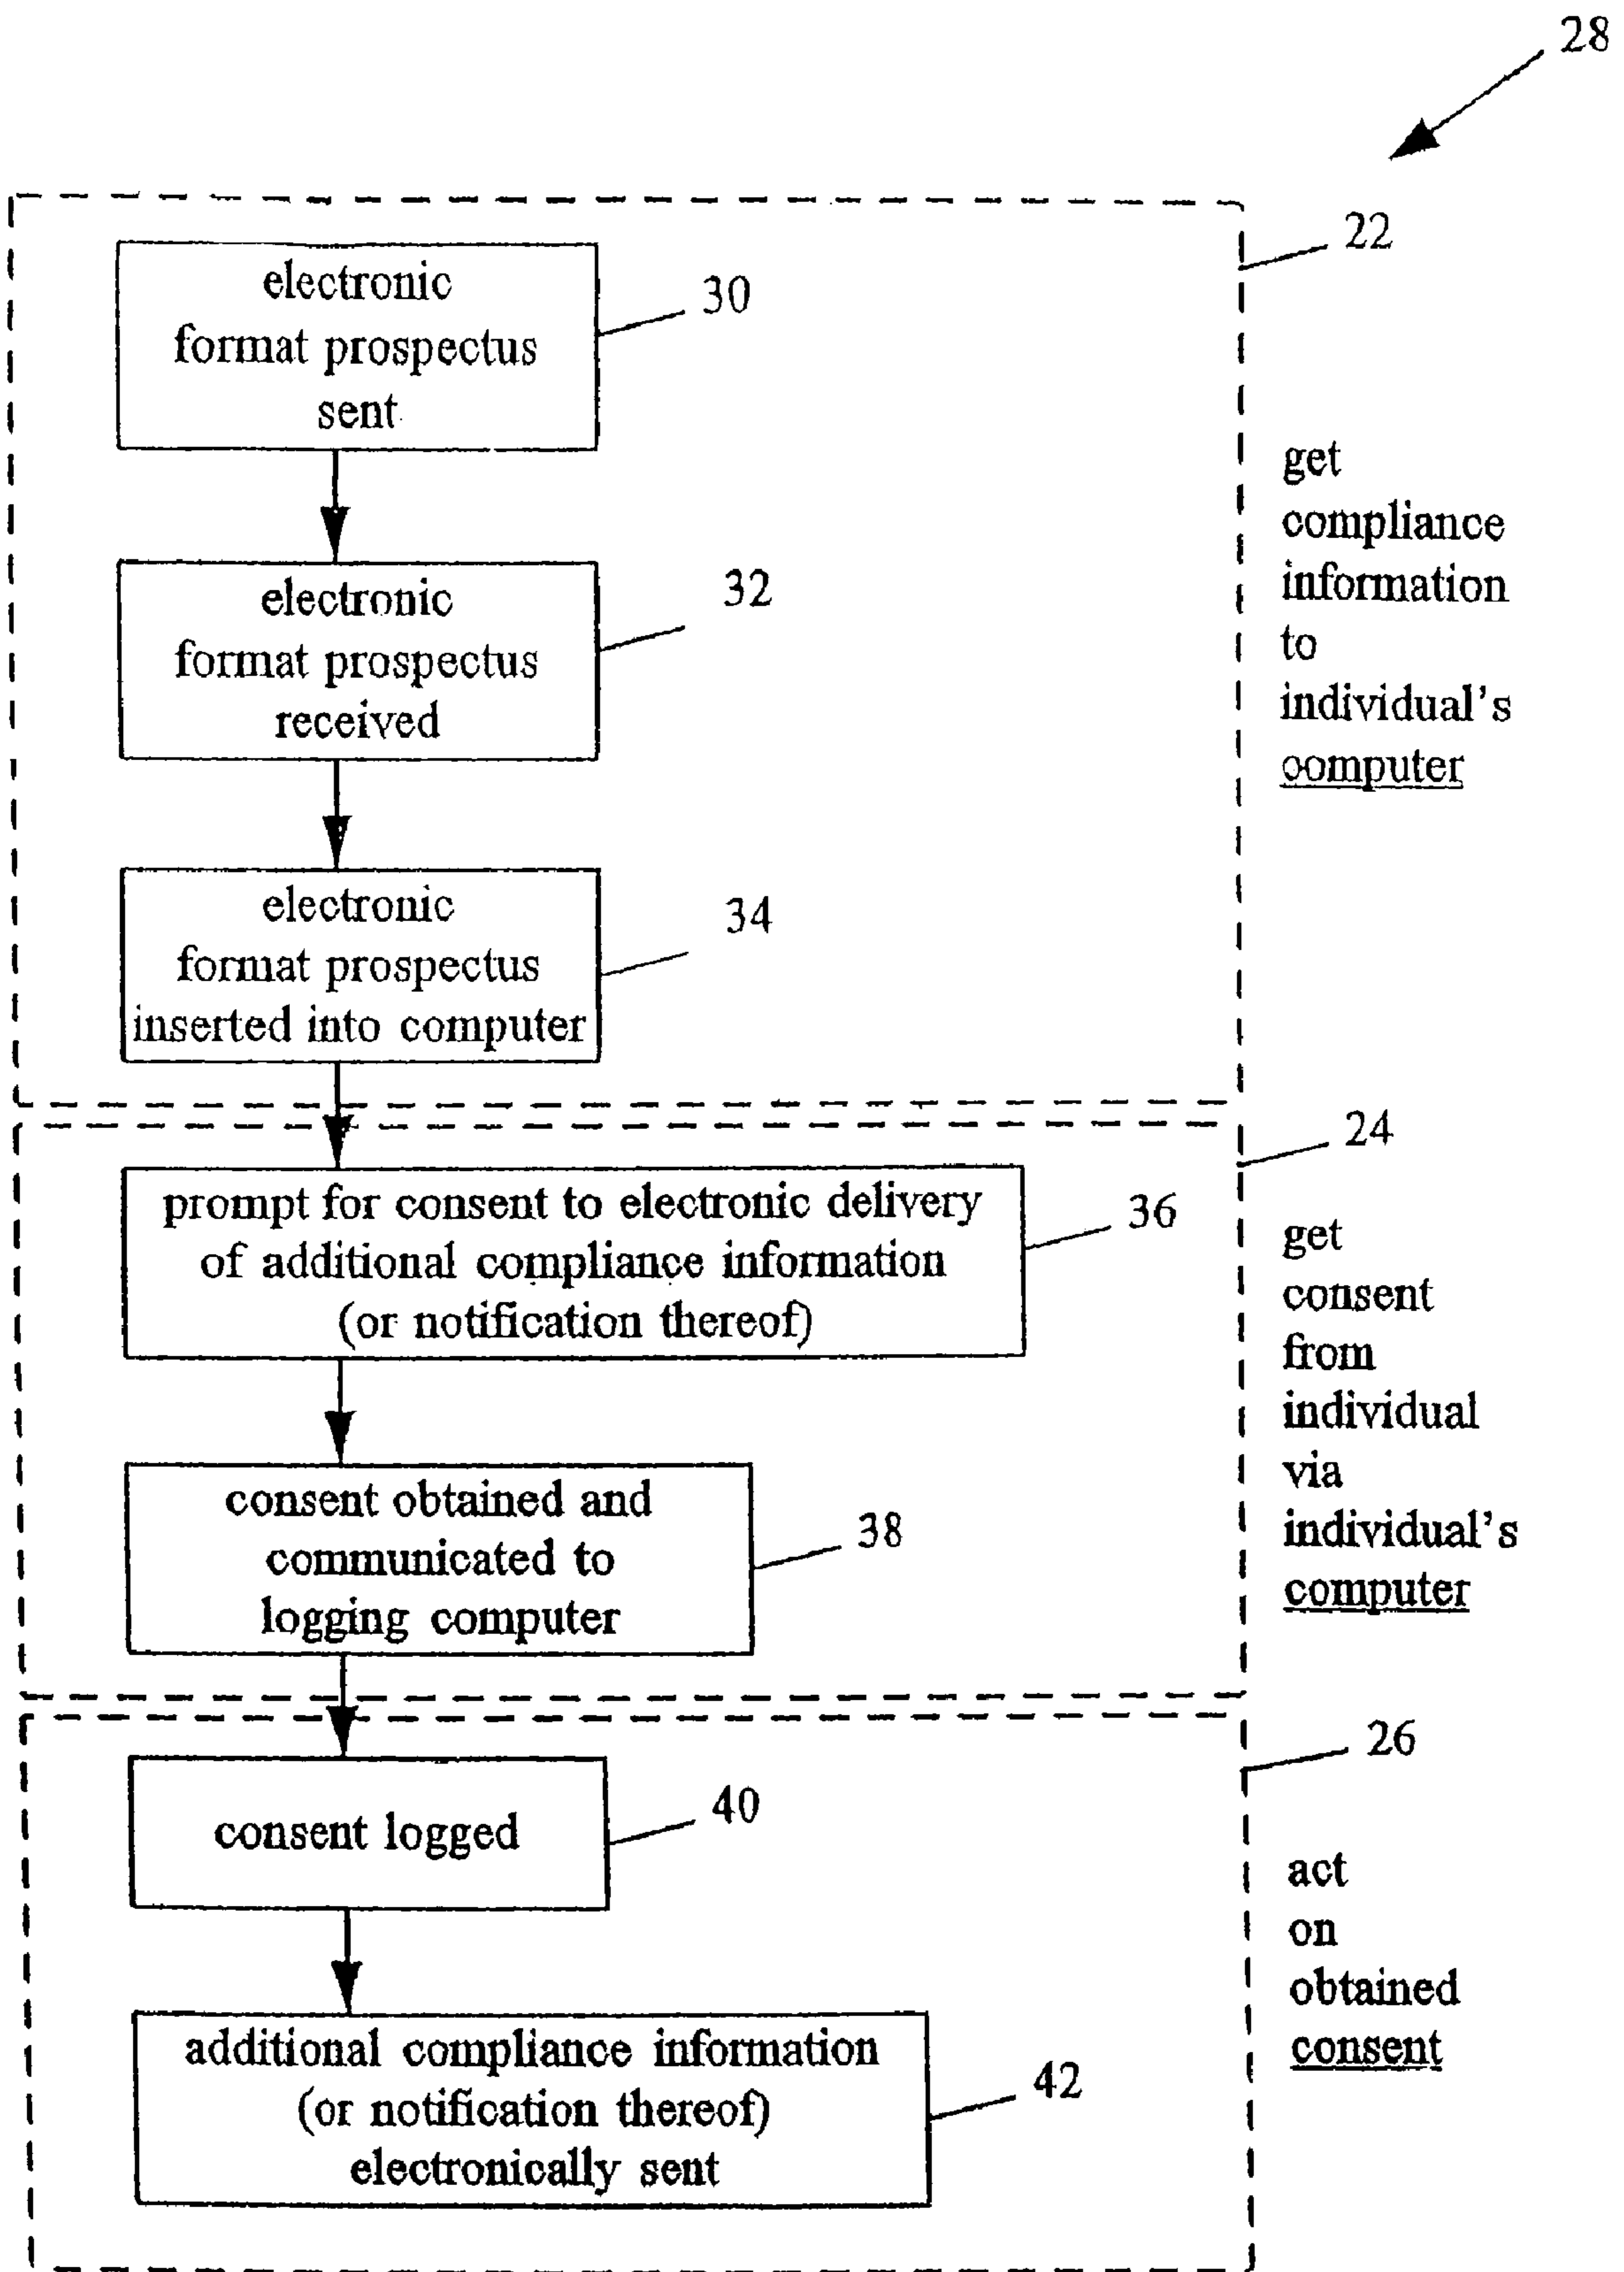 28
22
electronic
format prospectus
sent
30
get
compliance
information
to
individual's
computer
electronic
format prospectus
received
32
electronic
format prospectus
inserted into computer
34
24
prompt for consent to electronic delivery
of additional compliance information
(or notification thereof)
36
get
consent
from
individual
via
individual's
computer
consent obtained and
communicated to
logging computer
38
26
consent logged
40
act
on
obtained
consent
additional compliance information
(or notification thereof)
electronically sent
42